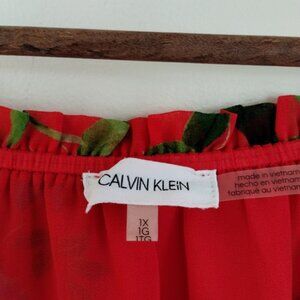 CALVIN KLEIN
1X
1G
1TG
made in vietnam
hecho en vietnam
fabriqué au vietnam